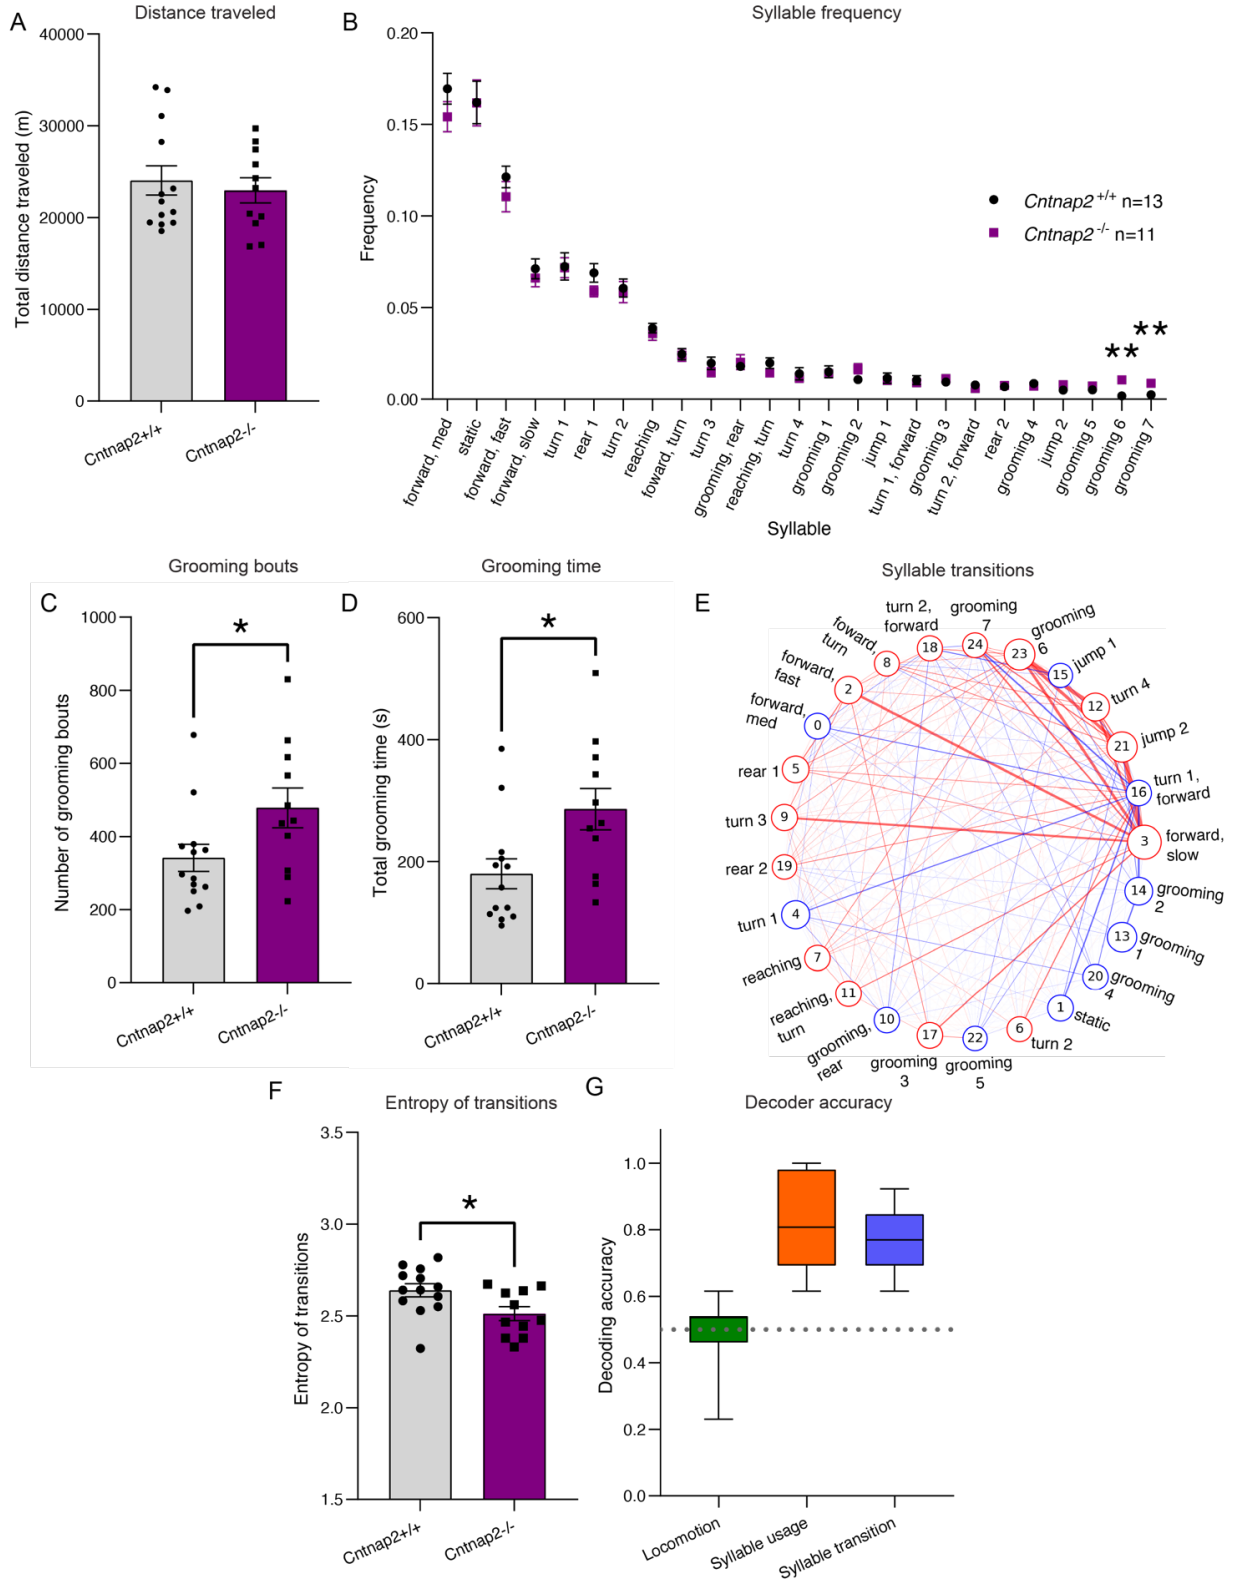 A
Distance traveled
Total distance traveled (m)
40000
30000
20000
10000
0
Cntnap2+/+
Cntnap2-/-
B
Syllable frequency
Frequency
0.20
0.15
0.10
0.05
0.00
Cntnap2 +/+ n=13
Cntnap2 -/- n=11
**
**
forward, med
static
forward, fast
forward, slow
turn 1
rear 1
turn 2
reaching
foward, turn
turn 3
grooming, rear
reaching, turn
turn 4
grooming 1
grooming 2
jump 1
turn 1, forward
grooming 3
turn 2, forward
rear 2
grooming 4
jump 2
grooming 5
grooming 6
grooming 7
Syllable
C
Grooming bouts
Number of grooming bouts
1000
800
600
400
200
0
*
Cntnap2+/+
Cntnap2-/-
D
Grooming time
Total grooming time (s)
600
400
200
0
*
Cntnap2+/+
Cntnap2-/-
E
Syllable transitions
turn 2,
forward
18
grooming
7
24
grooming
6
23
jump 1
15
turn 4
12
jump 2
21
turn 1,
forward
16
forward,
slow
3
grooming
2
14
grooming
1
13
grooming
4
20
static
1
turn 2
6
grooming
5
22
grooming
3
17
grooming,
rear
10
reaching,
turn
11
reaching
7
turn 1
4
rear 2
19
turn 3
9
rear 1
5
forward,
med
0
forward,
fast
2
foward,
turn
8
F
Entropy of transitions
Entropy of transitions
3.5
3.0
2.5
2.0
1.5
*
Cntnap2+/+
Cntnap2-/-
G
Decoder accuracy
Decoding accuracy
1.0
0.8
0.6
0.4
0.2
0.0
Locomotion
Syllable usage
Syllable transition